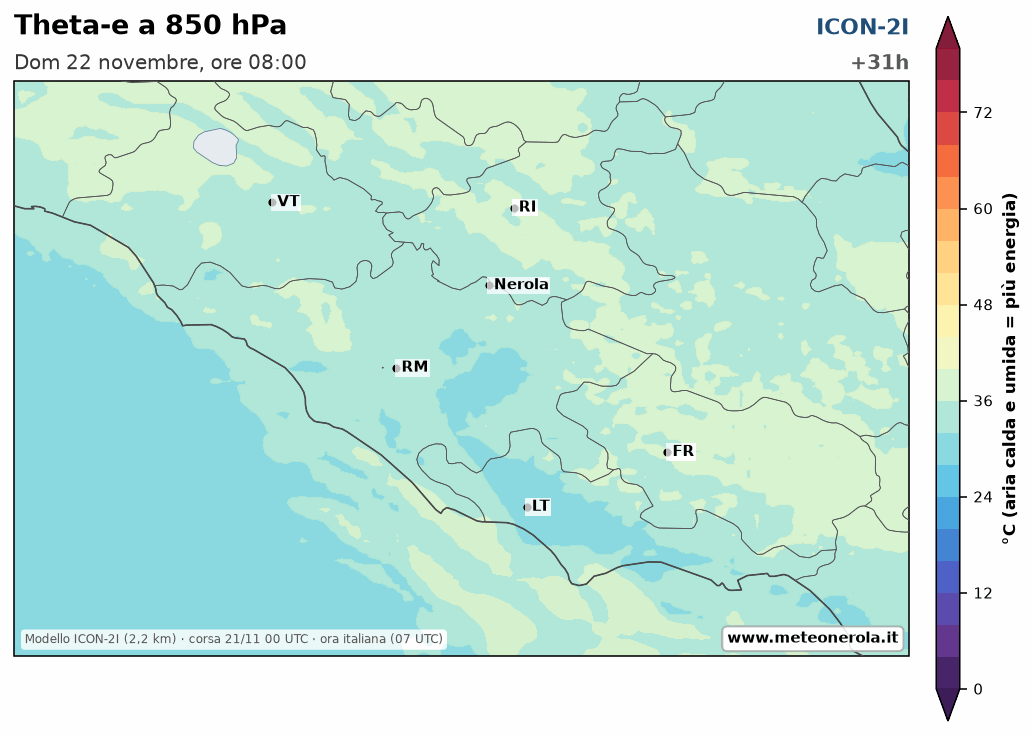 Theta-e a 850 hPa
ICON-2I
Dom 22 novembre, ore 08:00
+31h
VT
RI
Nerola
RM
FR
LT
Modello ICON-2I (2,2 km) · corsa 21/11 00 UTC · ora italiana (07 UTC)
www.meteonerola.it
72
60
48
36
24
12
0
°C (aria calda e umida = più energia)